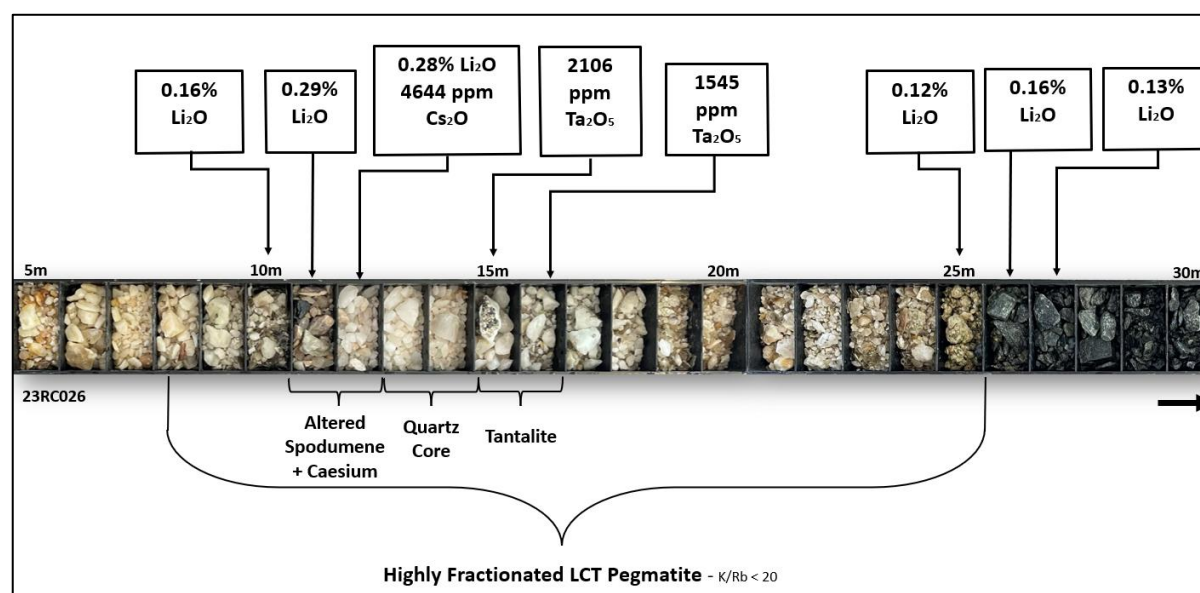 0.16%
Li₂O
0.29%
Li₂O
0.28% Li₂O
4644 ppm
Cs₂O
2106
ppm
Ta₂O₅
1545
ppm
Ta₂O₅
0.12%
Li₂O
0.16%
Li₂O
0.13%
Li₂O
5m
10m
15m
20m
25m
30m
23RC026
Altered
Spodumene
+ Caesium
Quartz
Core
Tantalite
Highly Fractionated LCT Pegmatite - K/Rb < 20